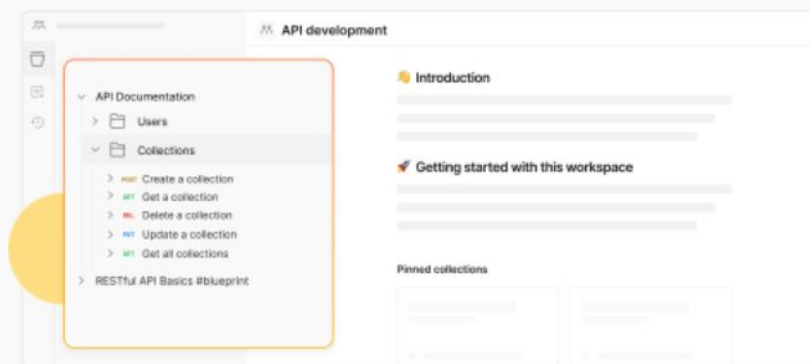 API development
API Documentation
Users
Collections
POST Create a collection
GET Get a collection
DEL Delete a collection
PUT Update a collection
GET Get all collections
RESTful API Basics #blueprint
👋 Introduction
🚀 Getting started with this workspace
Pinned collections